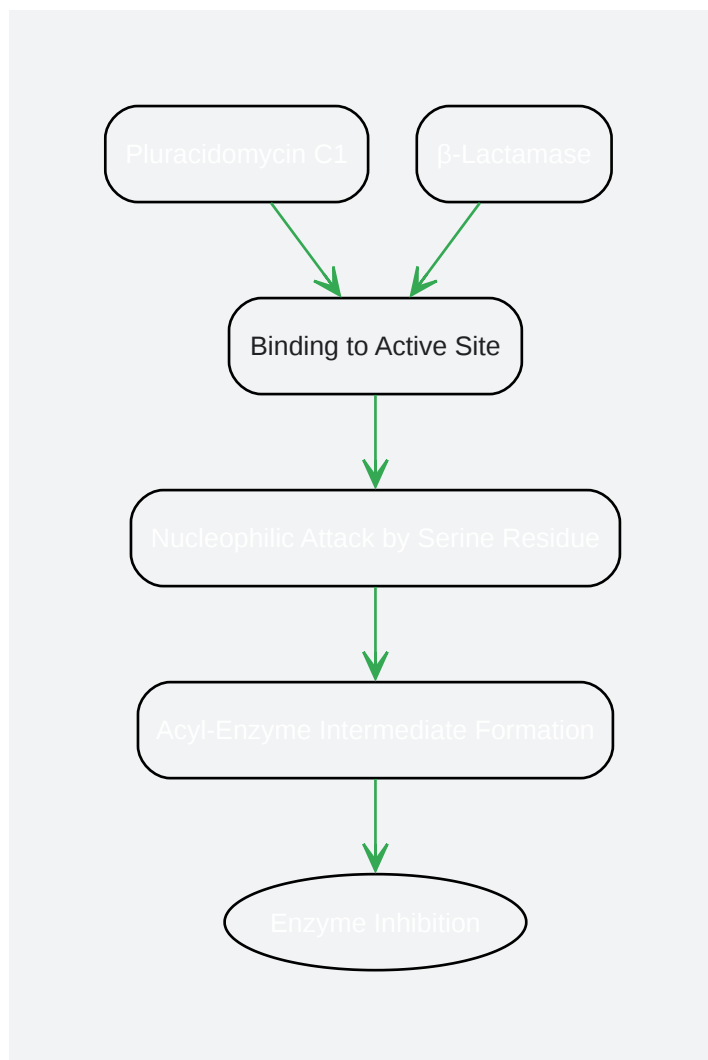 Pluracidomycin C1
β-Lactamase
Binding to Active Site
Nucleophilic Attack by Serine Residue
Acyl-Enzyme Intermediate Formation
Enzyme Inhibition